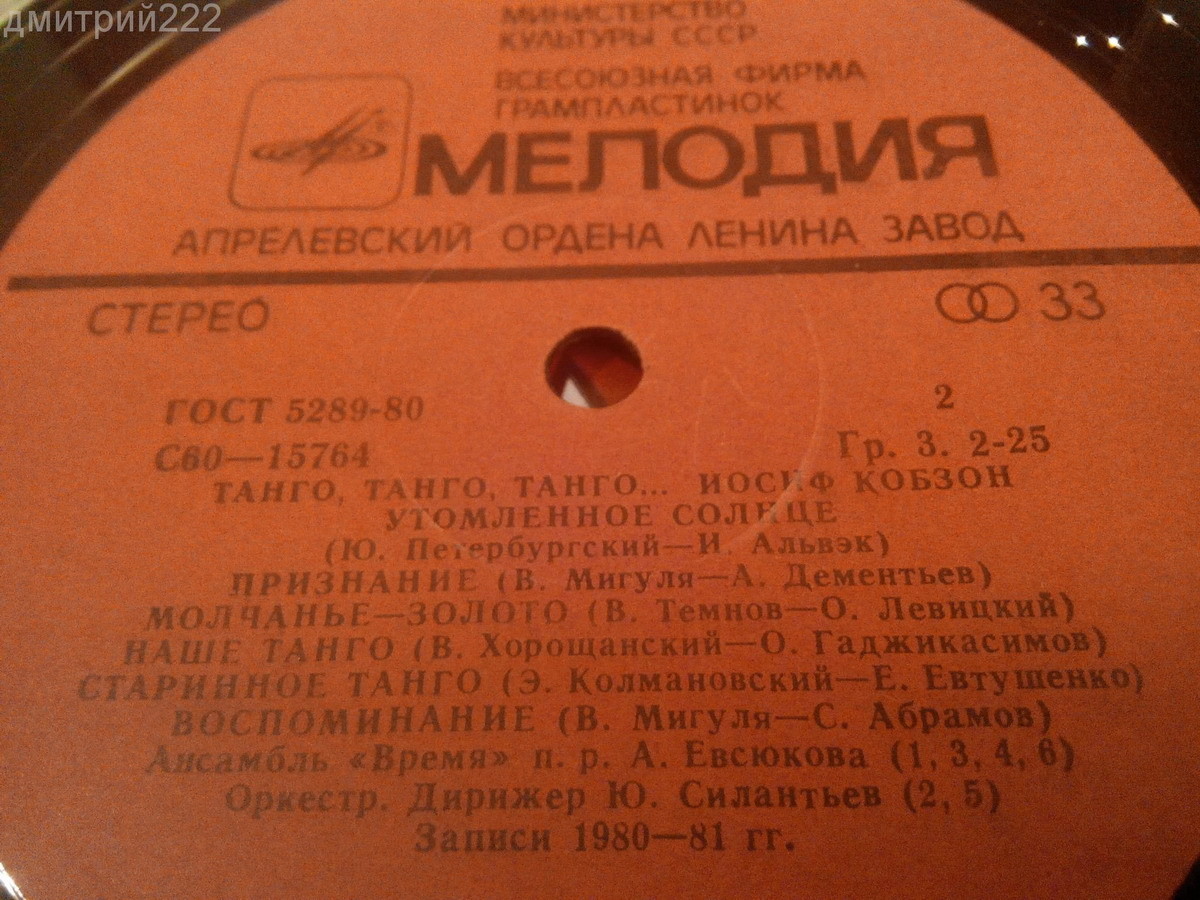 дмитрий222
МИНИСТЕРСТВО
КУЛЬТУРЫ СССР
ВСЕСОЮЗНАЯ ФИРМА
ГРАМПЛАСТИНОК
МЕЛОДИЯ
АПРЕЛЕВСКИЙ ОРДЕНА ЛЕНИНА ЗАВОД
СТЕРЕО 33
ГОСТ 5289-80 2
С60—15764 Гр. 3. 2-25
ТАНГО, ТАНГО, ТАНГО... ИОСИФ КОБЗОН
УТОМЛЕННОЕ СОЛНЦЕ
(Ю. Петербургский—И. Альвэк)
ПРИЗНАНИЕ (В. Мигуля—А. Дементьев)
МОЛЧАНЬЕ—ЗОЛОТО (В. Темнов—О. Левицкий)
НАШЕ ТАНГО (В. Хорощанский—О. Гаджикасимов)
СТАРИННОЕ ТАНГО (Э. Колмановский—Е. Евтушенко)
ВОСПОМИНАНИЕ (В. Мигуля—С. Абрамов)
Ансамбль «Время» п. р. А. Евсюкова (1, 3, 4, 6)
Оркестр. Дирижер Ю. Силантьев (2, 5)
Записи 1980—81 гг.